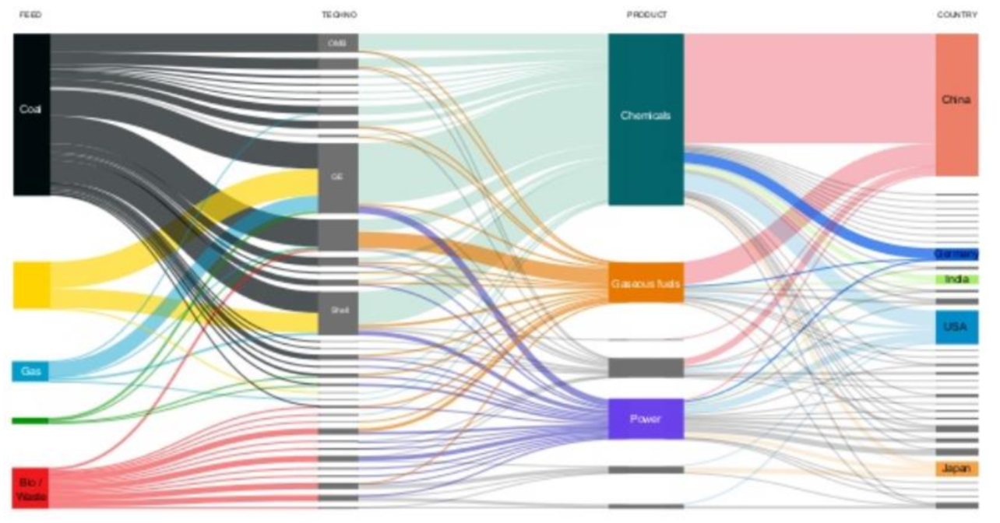 FEED
TECHNO
PRODUCT
COUNTRY
OMB
Coal
China
Chemicals
GE
Germany
India
Gaseous fuels
Shell
USA
Gas
Power
Japan
Bio /
Waste